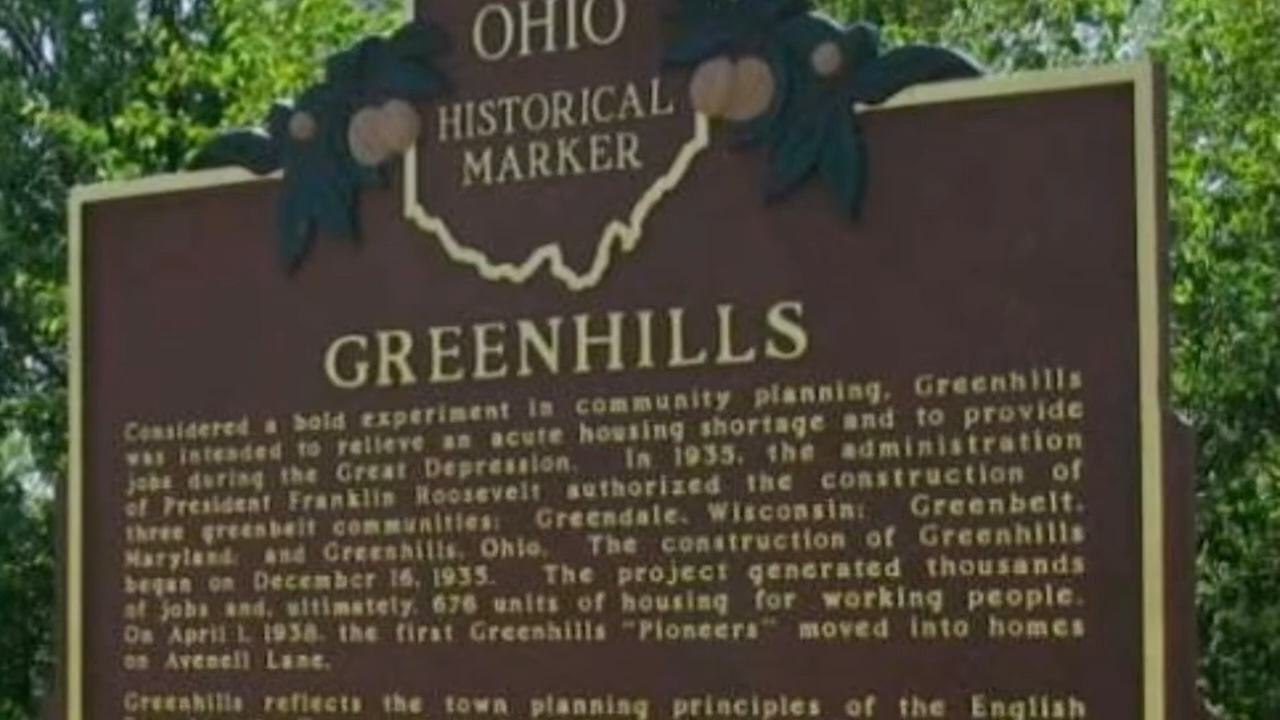 OHIO
HISTORICAL
MARKER
GREENHILLS
Considered a bold experiment in community planning, Greenhills
was intended to relieve an acute housing shortage and to provide
jobs during the Great Depression. In 1935, the administration
of President Franklin Roosevelt authorized the construction of
three greenbelt communities: Greendale, Wisconsin; Greenbelt,
Maryland; and Greenhills, Ohio. The construction of Greenhills
began on December 16, 1935. The project generated thousands
of jobs and, ultimately, 676 units of housing for working people.
On April 1, 1938, the first Greenhills "Pioneers" moved into homes
on Avenell Lane.
Greenhills reflects the town planning principles of the English